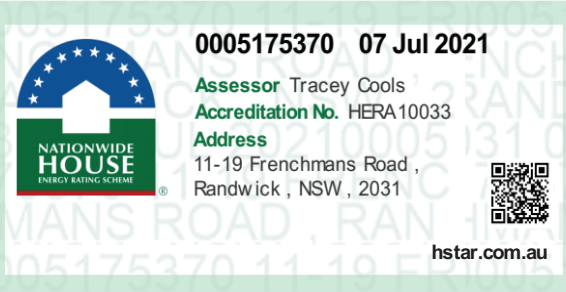 0005175370 07 Jul 2021
Assessor Tracey Cools
Accreditation No. HERA10033
Address
11-19 Frenchmans Road ,
Randwick , NSW , 2031
NATIONWIDE
HOUSE
ENERGY RATING SCHEME
®
hstar.com.au